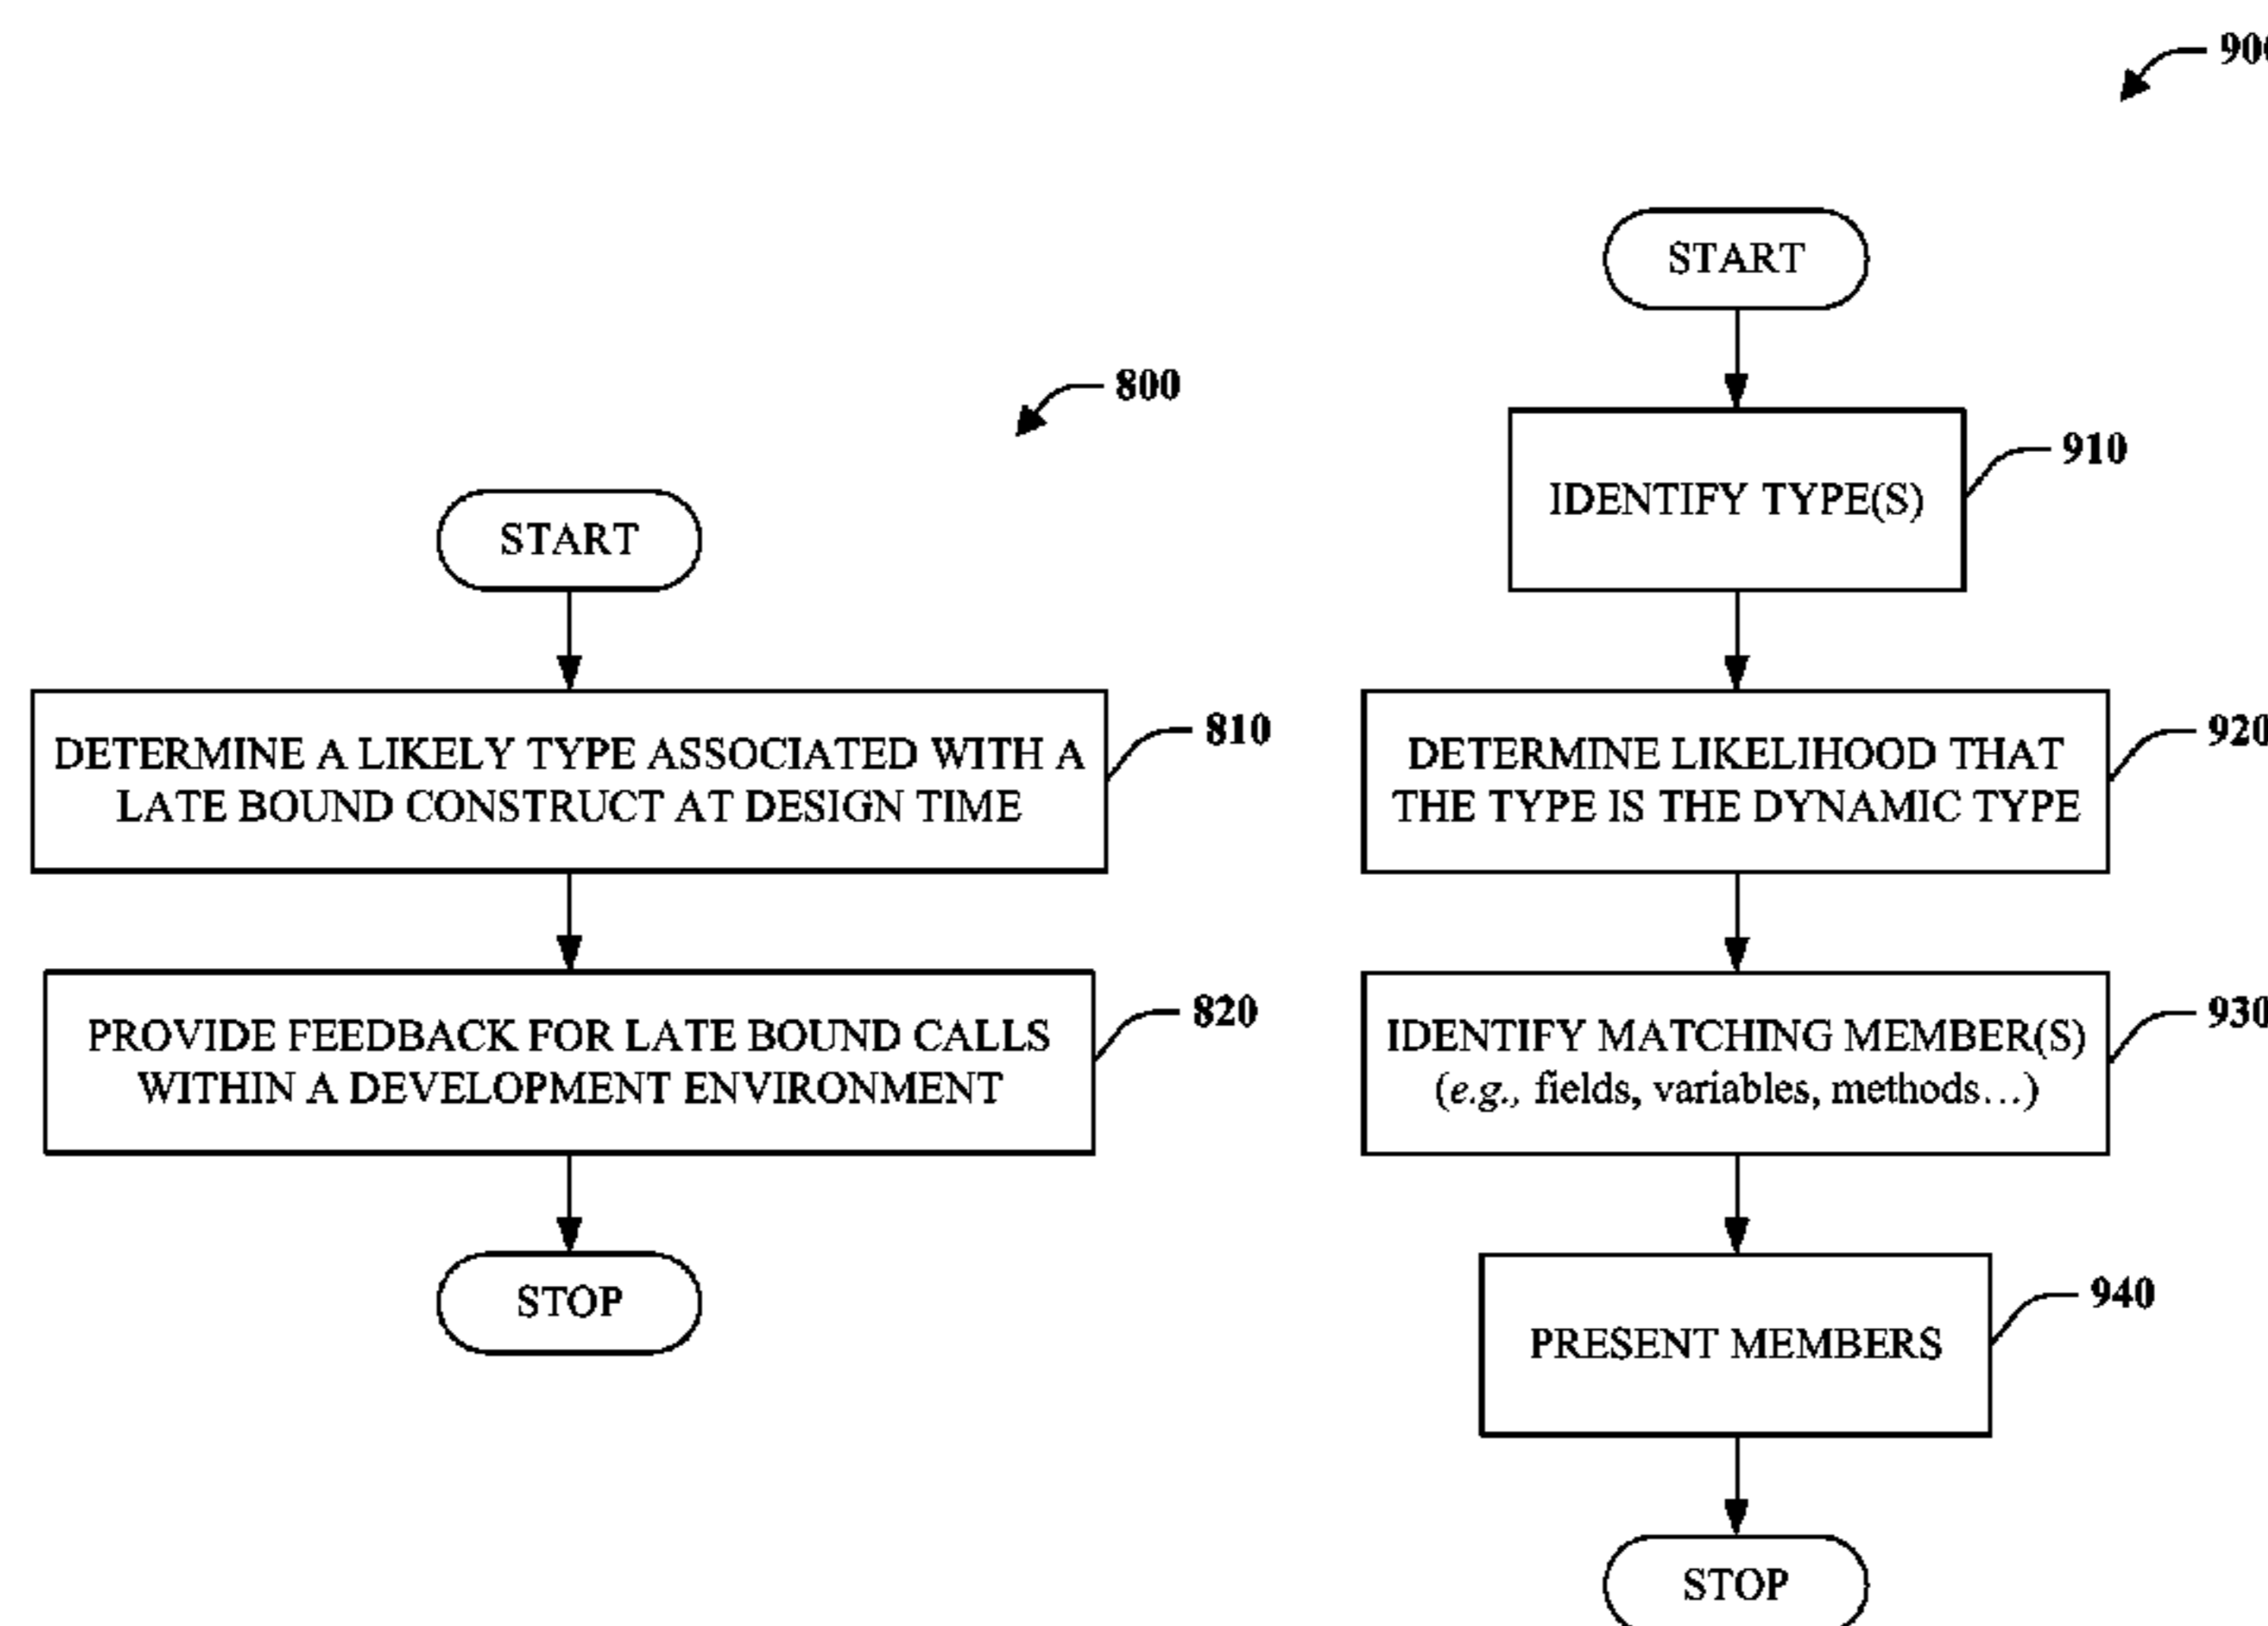 800
START
DETERMINE A LIKELY TYPE ASSOCIATED WITH A
LATE BOUND CONSTRUCT AT DESIGN TIME
810
PROVIDE FEEDBACK FOR LATE BOUND CALLS
WITHIN A DEVELOPMENT ENVIRONMENT
820
STOP
900
START
IDENTIFY TYPE(S)
910
DETERMINE LIKELIHOOD THAT
THE TYPE IS THE DYNAMIC TYPE
920
IDENTIFY MATCHING MEMBER(S)
(e.g., fields, variables, methods…)
930
PRESENT MEMBERS
940
STOP